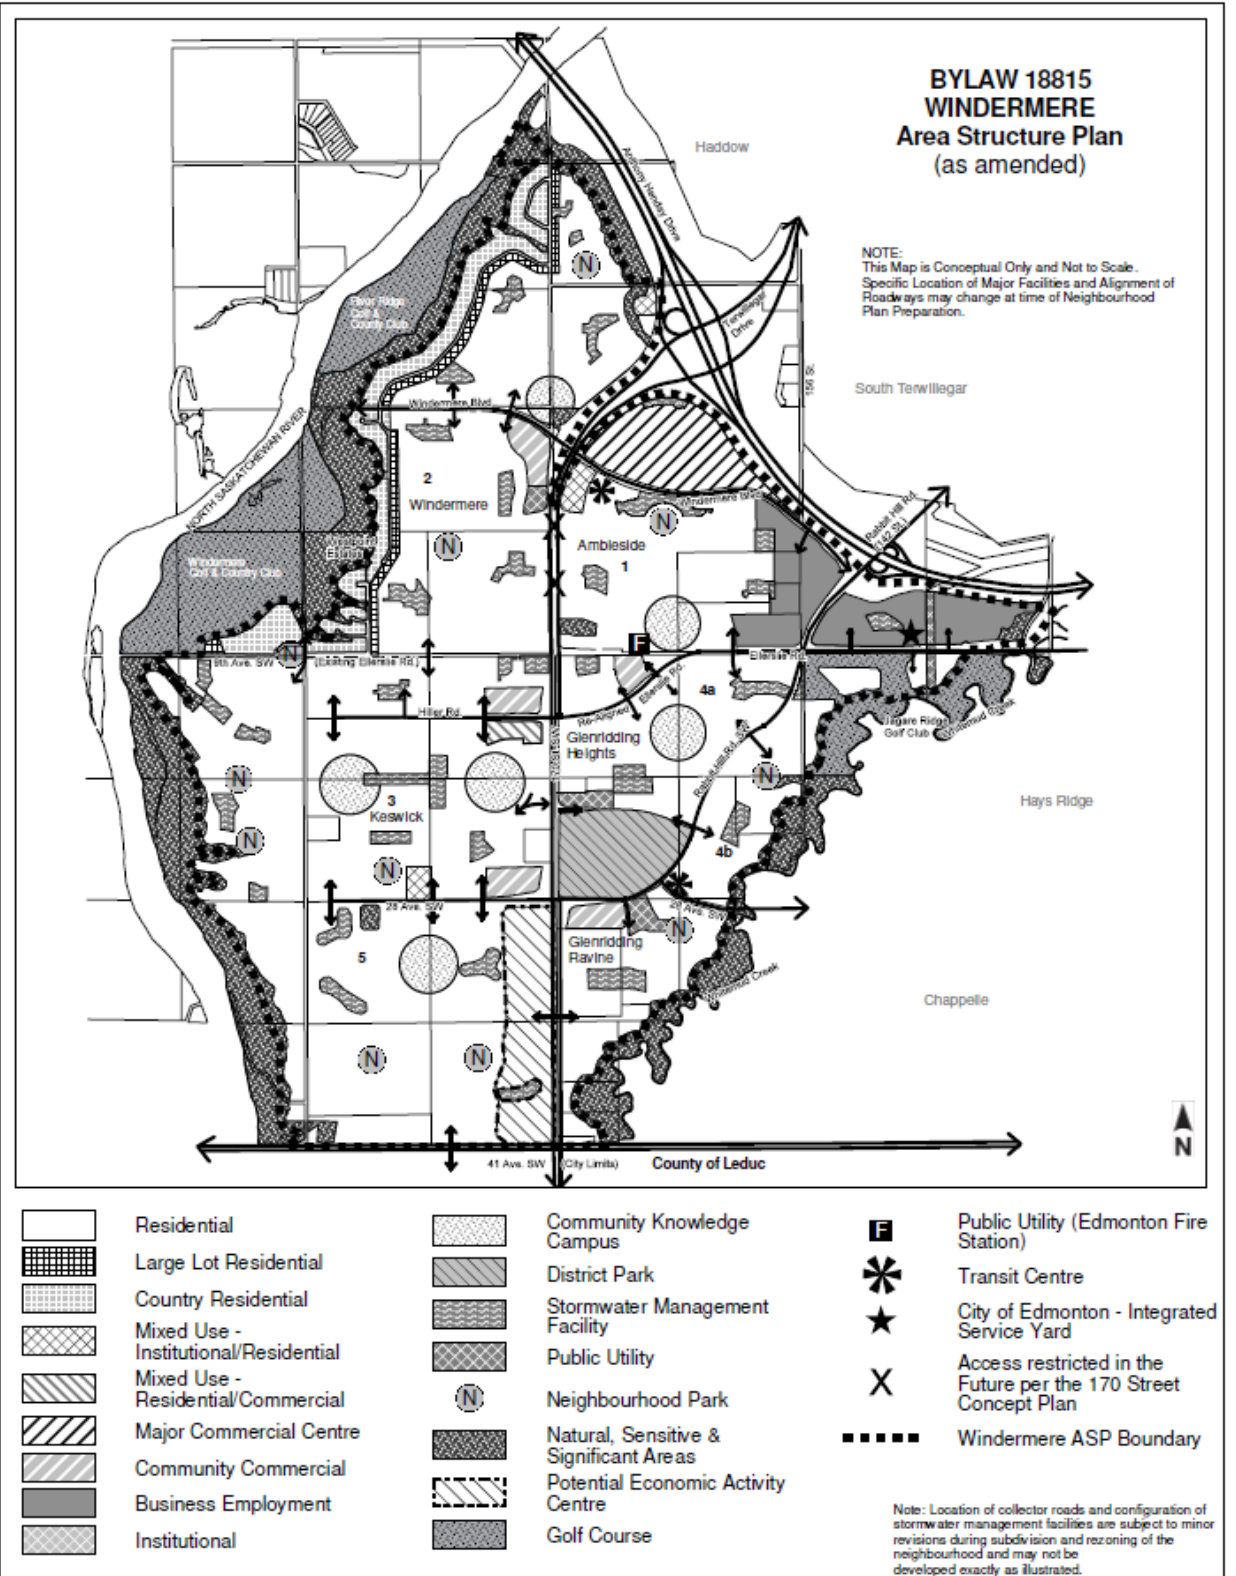 BYLAW 18815
WINDERMERE
Area Structure Plan
(as amended)
Haddow
Anthony Henday Drive
NOTE:
This Map is Conceptual Only and Not to Scale.
Specific Location of Major Facilities and Alignment of
Roadways may change at time of Neighbourhood
Plan Preparation.
River Ridge
Golf &
County Club
Terwillegar
Drive
156 St.
South Terwillegar
Windermere Blvd
NORTH SASKATCHEWAN RIVER
2
Windermere
Windermere Blvd
N
N
N
Rabbit Hill Rd.
(142 St.)
Westpoint
Estates
Windermere
Golf & Country Club
Ambleside
1
F
N
9th Ave. SW
(Existing Ellerslie Rd.)
Ellerslie Rd.
4a
Hiller Rd.
Re-Aligned
Ellerslie Rd.
Jagare Ridge
Golf Club
Whitemud Creek
Glenridding
Heights
Rabbit Hill Rd. SW
N
N
3
Keswick
Hays Ridge
N
4b
N
28 Ave. SW
28 Ave. SW
N
5
Glenridding
Ravine
Whitemud Creek
Chappelle
N
N
N
41 Ave. SW
(City Limits)
County of Leduc
Residential
Large Lot Residential
Country Residential
Mixed Use -
Institutional/Residential
Mixed Use -
Residential/Commercial
Major Commercial Centre
Community Commercial
Business Employment
Institutional
Community Knowledge
Campus
District Park
Stormwater Management
Facility
Public Utility
N
Neighbourhood Park
Natural, Sensitive &
Significant Areas
Potential Economic Activity
Centre
Golf Course
F
Public Utility (Edmonton Fire
Station)
Transit Centre
City of Edmonton - Integrated
Service Yard
X
Access restricted in the
Future per the 170 Street
Concept Plan
Windermere ASP Boundary
Note: Location of collector roads and configuration of
stormwater management facilities are subject to minor
revisions during subdivision and rezoning of the
neighbourhood and may not be
developed exactly as illustrated.